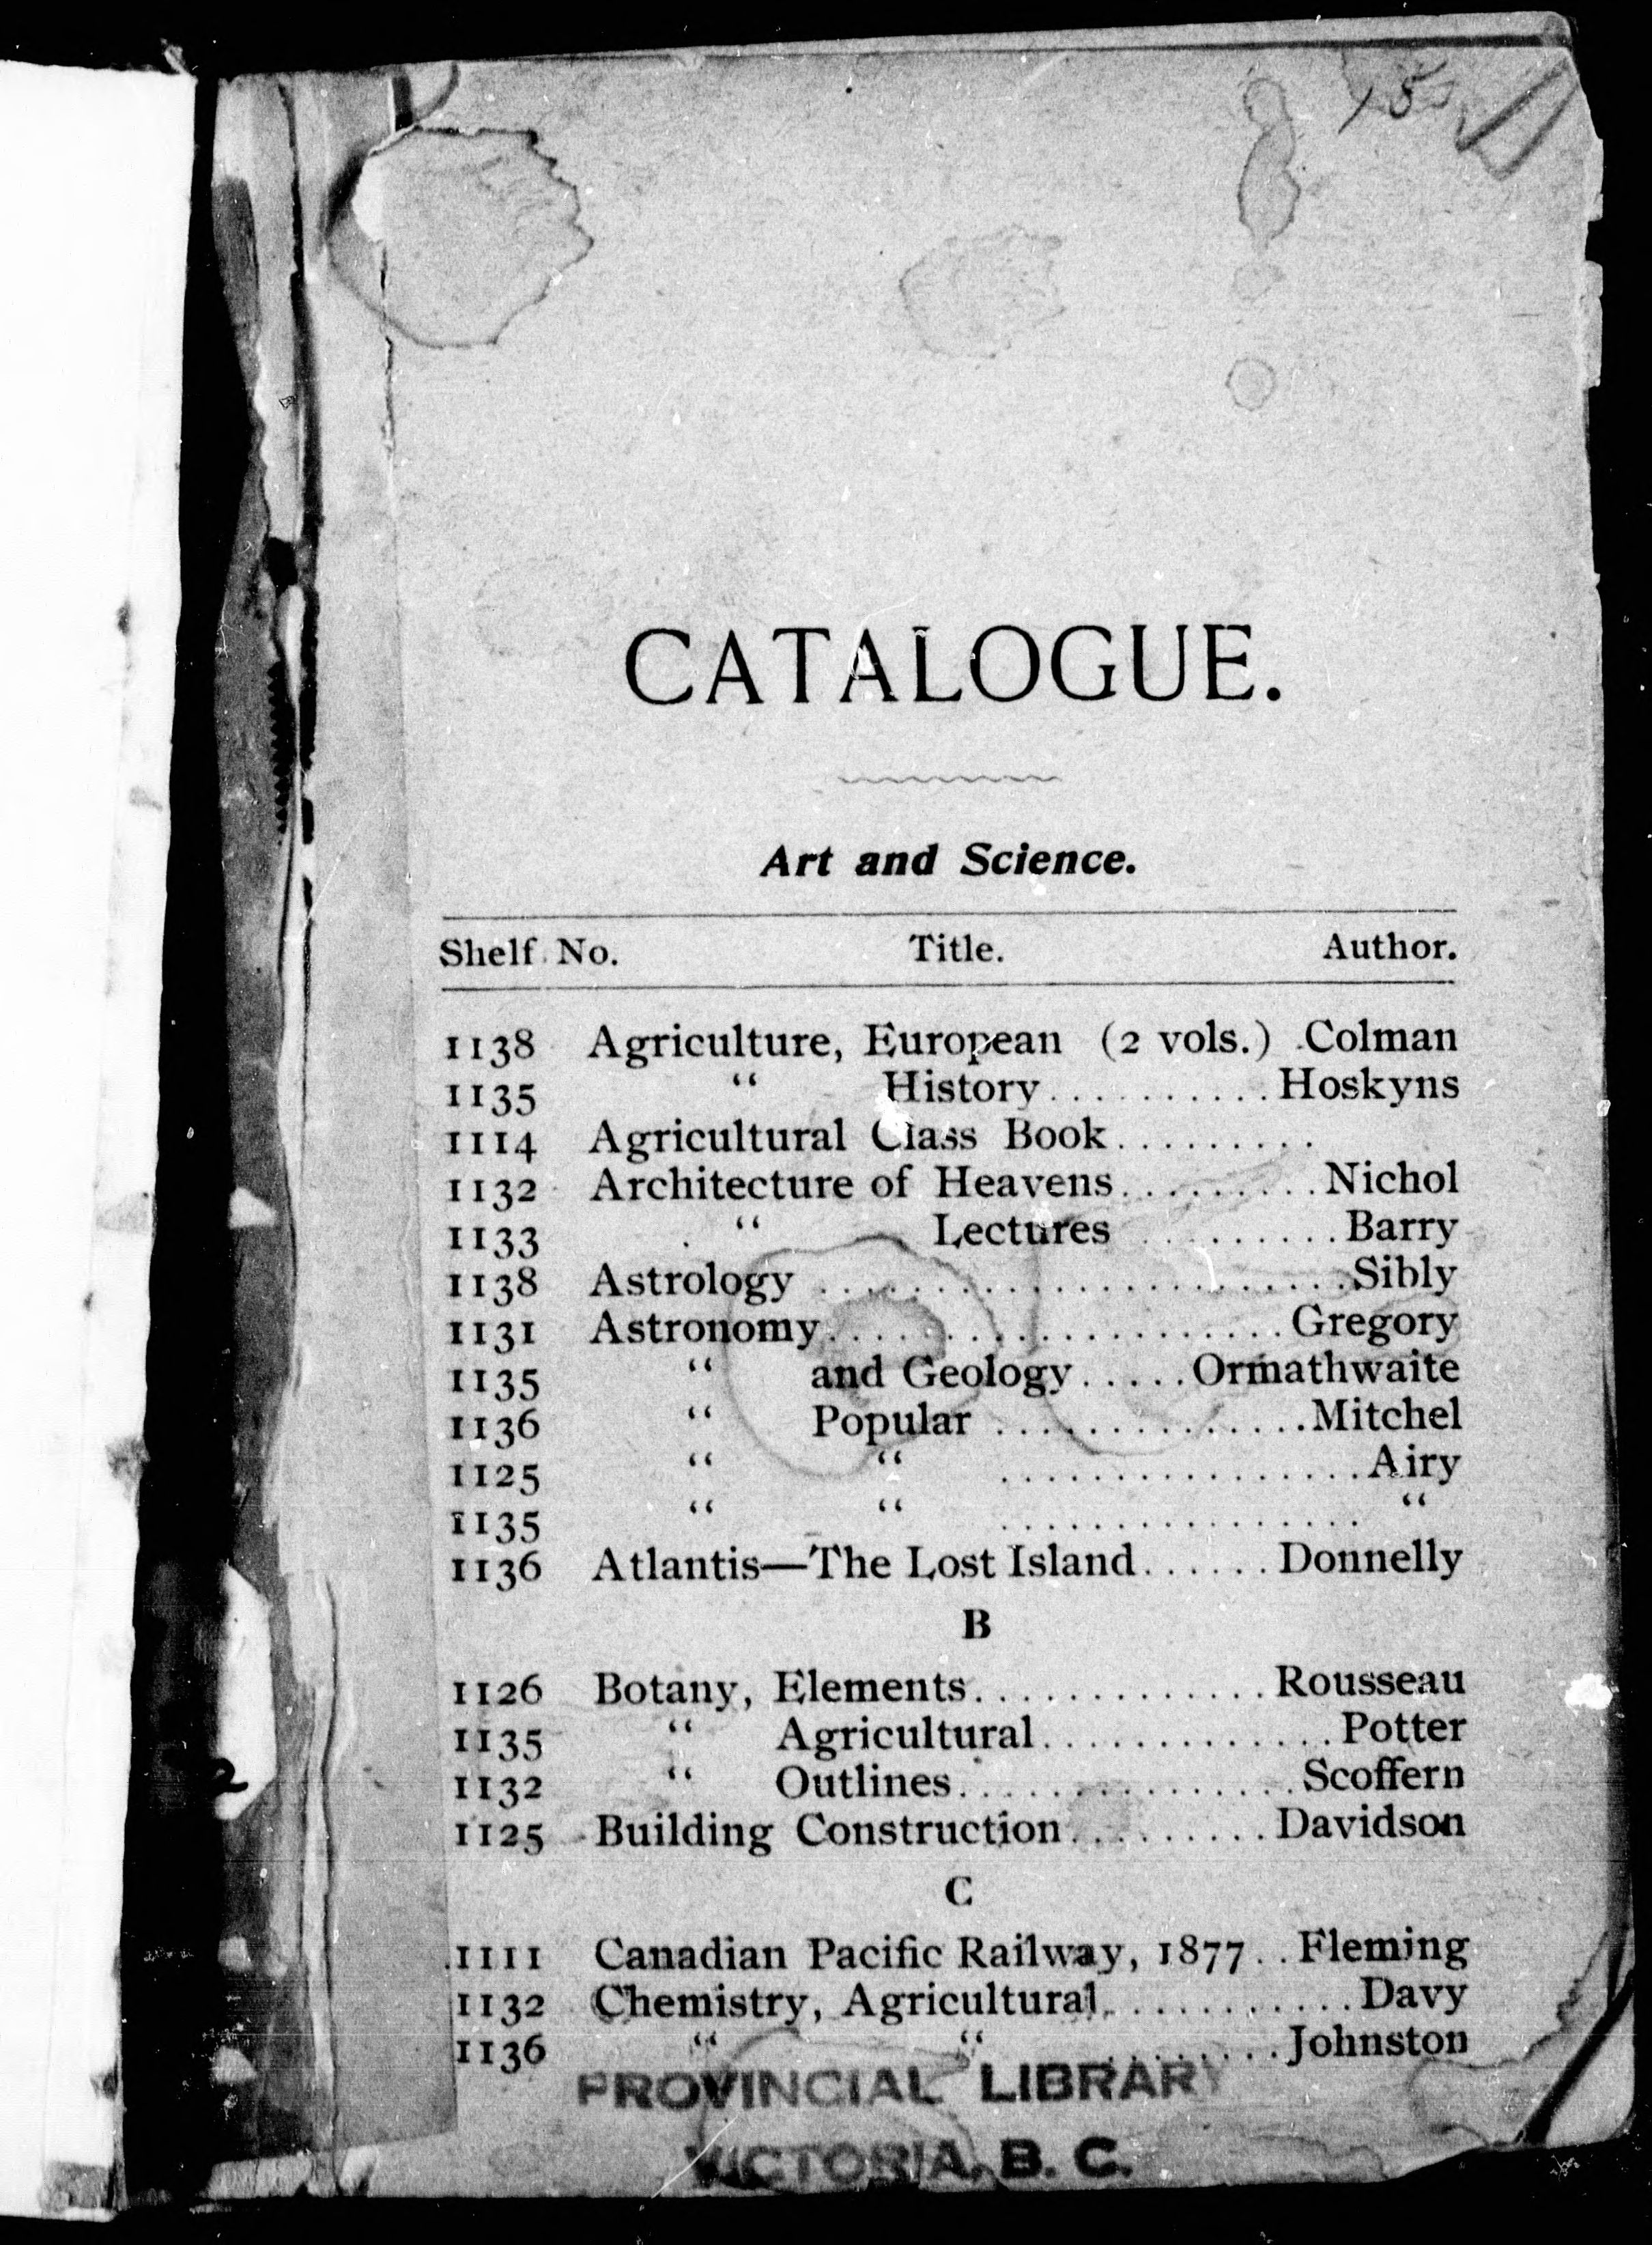 15
CATALOGUE.
Art and Science.
Shelf No. Title. Author.
1138 Agriculture, European (2 vols.) Colman
1135 “ History.......... Hoskyns
1114 Agricultural Class Book.........
1132 Architecture of Heavens.........Nichol
1133 “ Lectures .........Barry
1138 Astrology ........................Sibly
1131 Astronomy.....................Gregory
1135 “ and Geology.....Ormathwaite
1136 “ Popular ..............Mitchel
1125 “ “ ................Airy
1135 “ “ ................ “
1136 Atlantis—The Lost Island......Donnelly
B
1126 Botany, Elements.............Rousseau
1135 “ Agricultural.............Potter
1132 “ Outlines................Scoffern
1125 Building Construction.........Davidson
C
1111 Canadian Pacific Railway, 1877..Fleming
1132 Chemistry, Agricultural...........Davy
1136 “ “ ........Johnston
PROVINCIAL LIBRARY
VICTORIA, B. C.